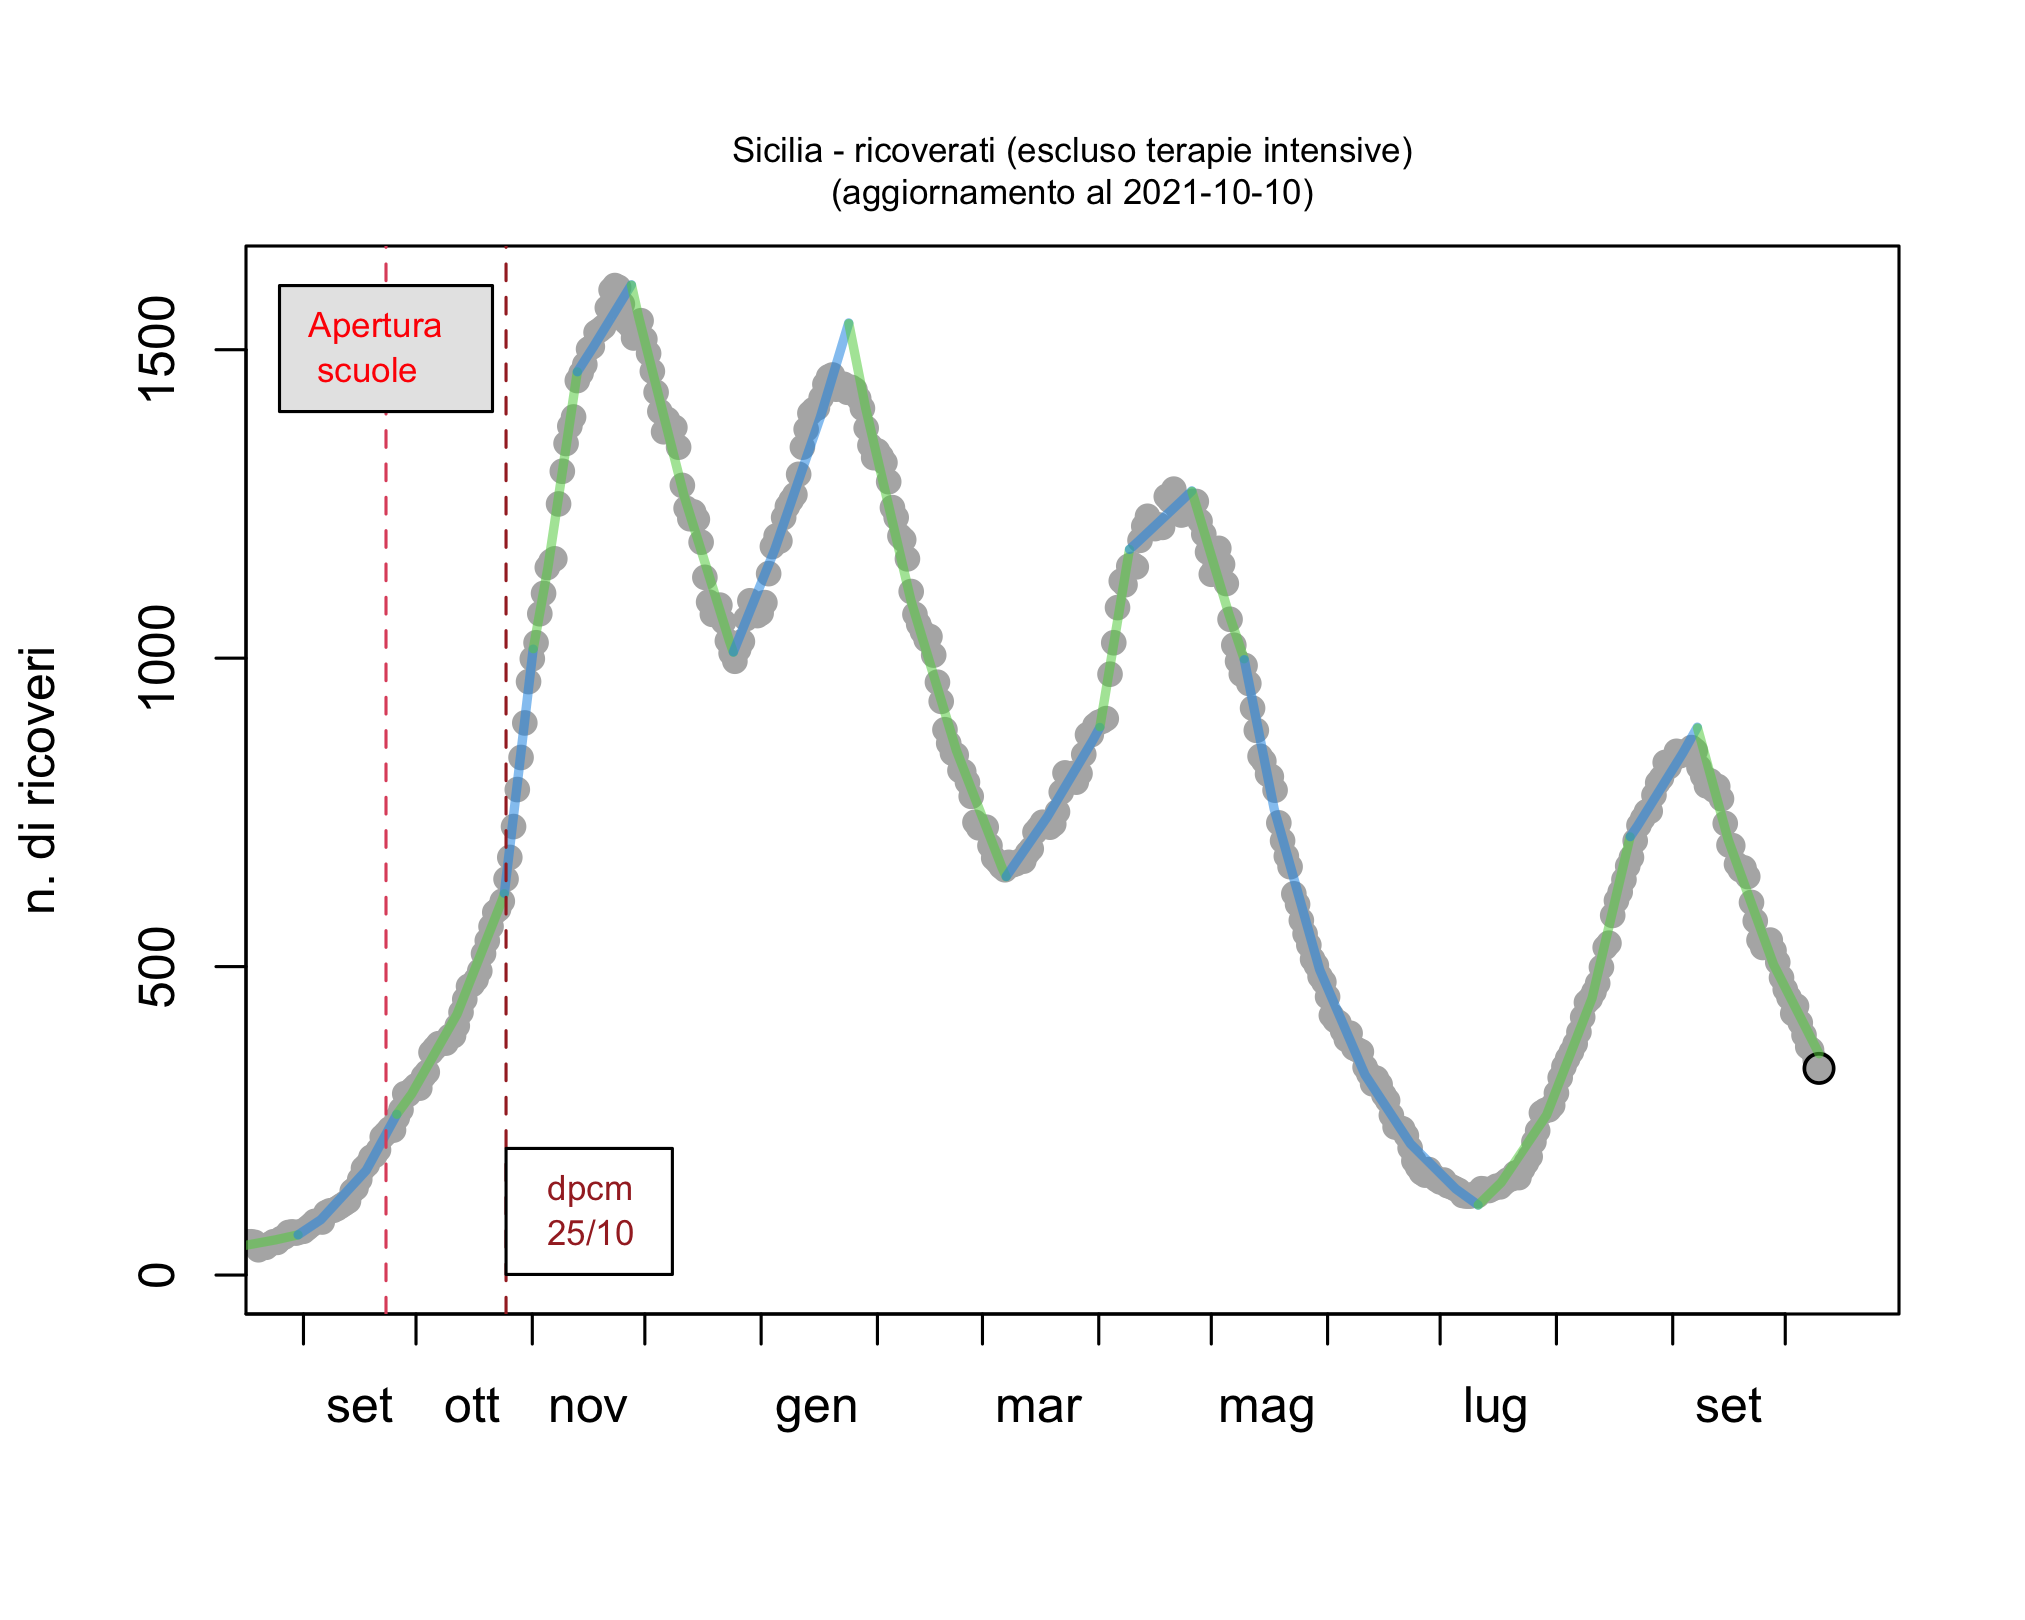 Sicilia - ricoverati (escluso terapie intensive)
(aggiornamento al 2021-10-10)
Apertura
scuole
dpcm
25/10
n. di ricoveri
1500
1000
500
0
set ott nov gen mar mag lug set